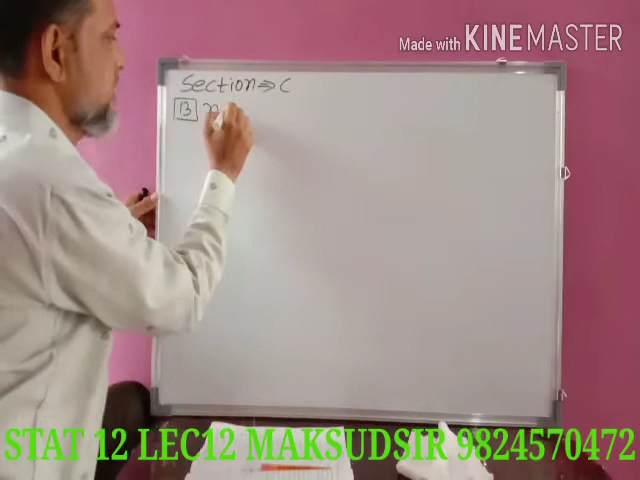 Made with KINEMASTER
Section ⇒ C
13 n
STAT 12 LEC12 MAKSUDSIR 9824570472